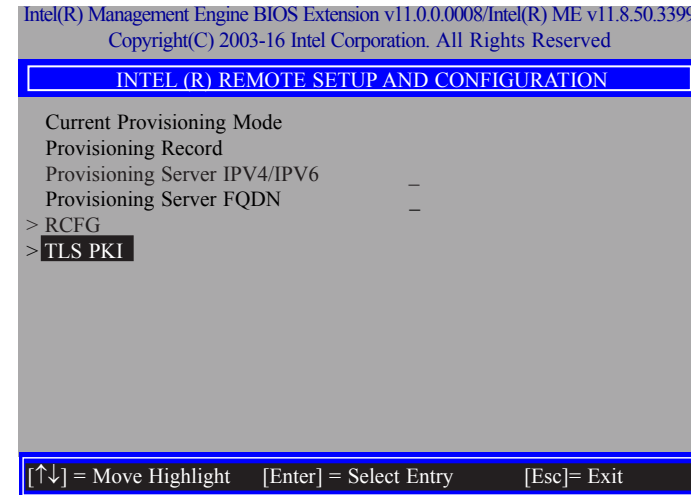 Intel(R) Management Engine BIOS Extension v11.0.0.0008/Intel(R) ME v11.8.50.3399
Copyright(C) 2003-16 Intel Corporation. All Rights Reserved
INTEL (R) REMOTE SETUP AND CONFIGURATION
Current Provisioning Mode
Provisioning Record
Provisioning Server IPV4/IPV6 _
Provisioning Server FQDN _
> RCFG
> TLS PKI
[↑↓] = Move Highlight [Enter] = Select Entry [Esc]= Exit